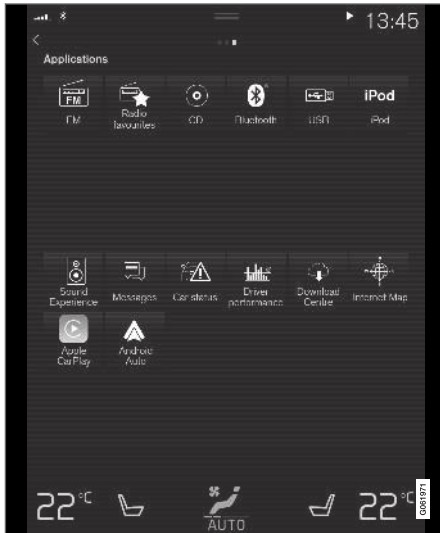 13:45
Applications
FM
iPod
FM
Radio
favourites
CD
Bluetooth
USB
iPod
Sound
Experience
Messages
Car status
Driver
performance
Download
Centre
Internet Map
Apple
CarPlay
Android
Auto
22°C
22°C
AUTO
G061971